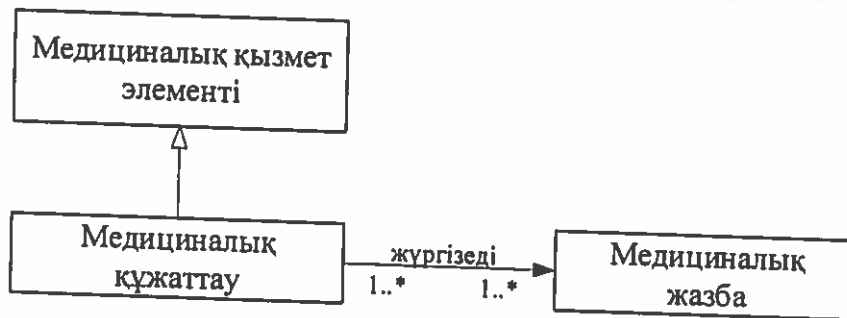 Медициналық қызмет
элементі
Медициналық
құжаттау
жүргізеді
1..*
1..*
Медициналық
жазба